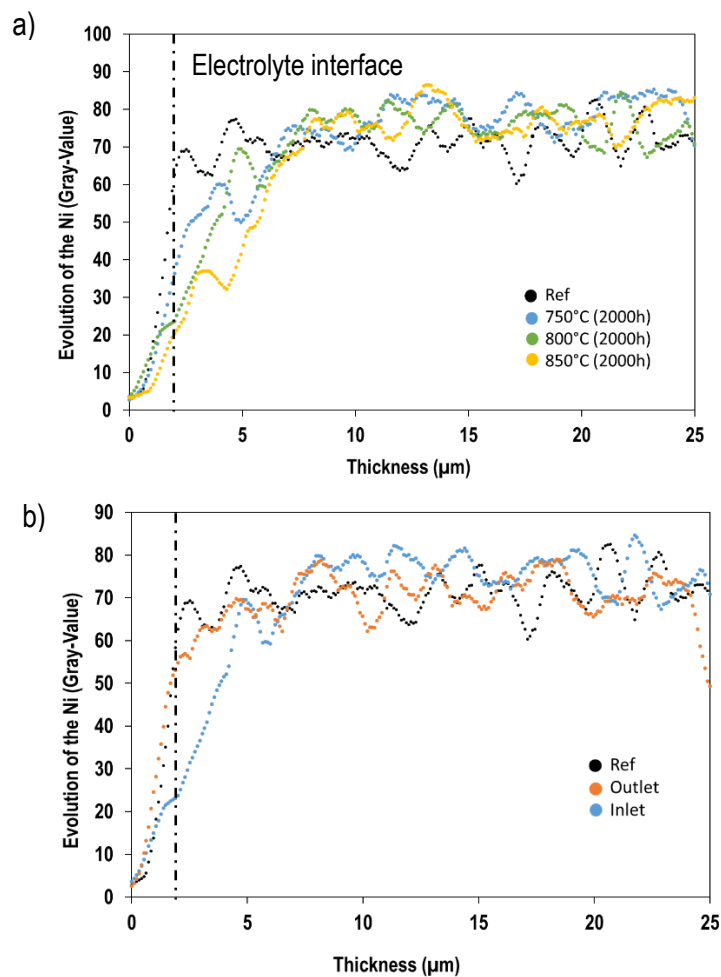 a)
Evolution of the Ni (Gray-Value)
100
90
80
70
60
50
40
30
20
10
0
Electrolyte interface
Ref
750°C (2000h)
800°C (2000h)
850°C (2000h)
0 5 10 15 20 25
Thickness (µm)
b)
Evolution of the Ni (Gray-Value)
90
80
70
60
50
40
30
20
10
0
Ref
Outlet
Inlet
0 5 10 15 20 25
Thickness (µm)